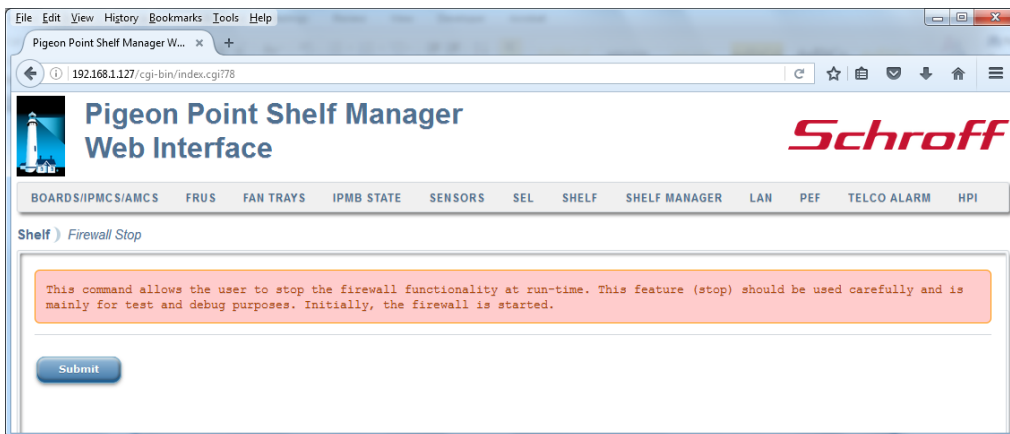 File Edit View History Bookmarks Tools Help
Pigeon Point Shelf Manager W... × +
192.168.1.127/cgi-bin/index.cgi?78
Pigeon Point Shelf Manager
Web Interface
Schroff
BOARDS/IPMCS/AMCS FRUS FAN TRAYS IPMB STATE SENSORS SEL SHELF SHELF MANAGER LAN PEF TELCO ALARM HPI
Shelf ) Firewall Stop
This command allows the user to stop the firewall functionality at run-time. This feature (stop) should be used carefully and is
mainly for test and debug purposes. Initially, the firewall is started.
Submit